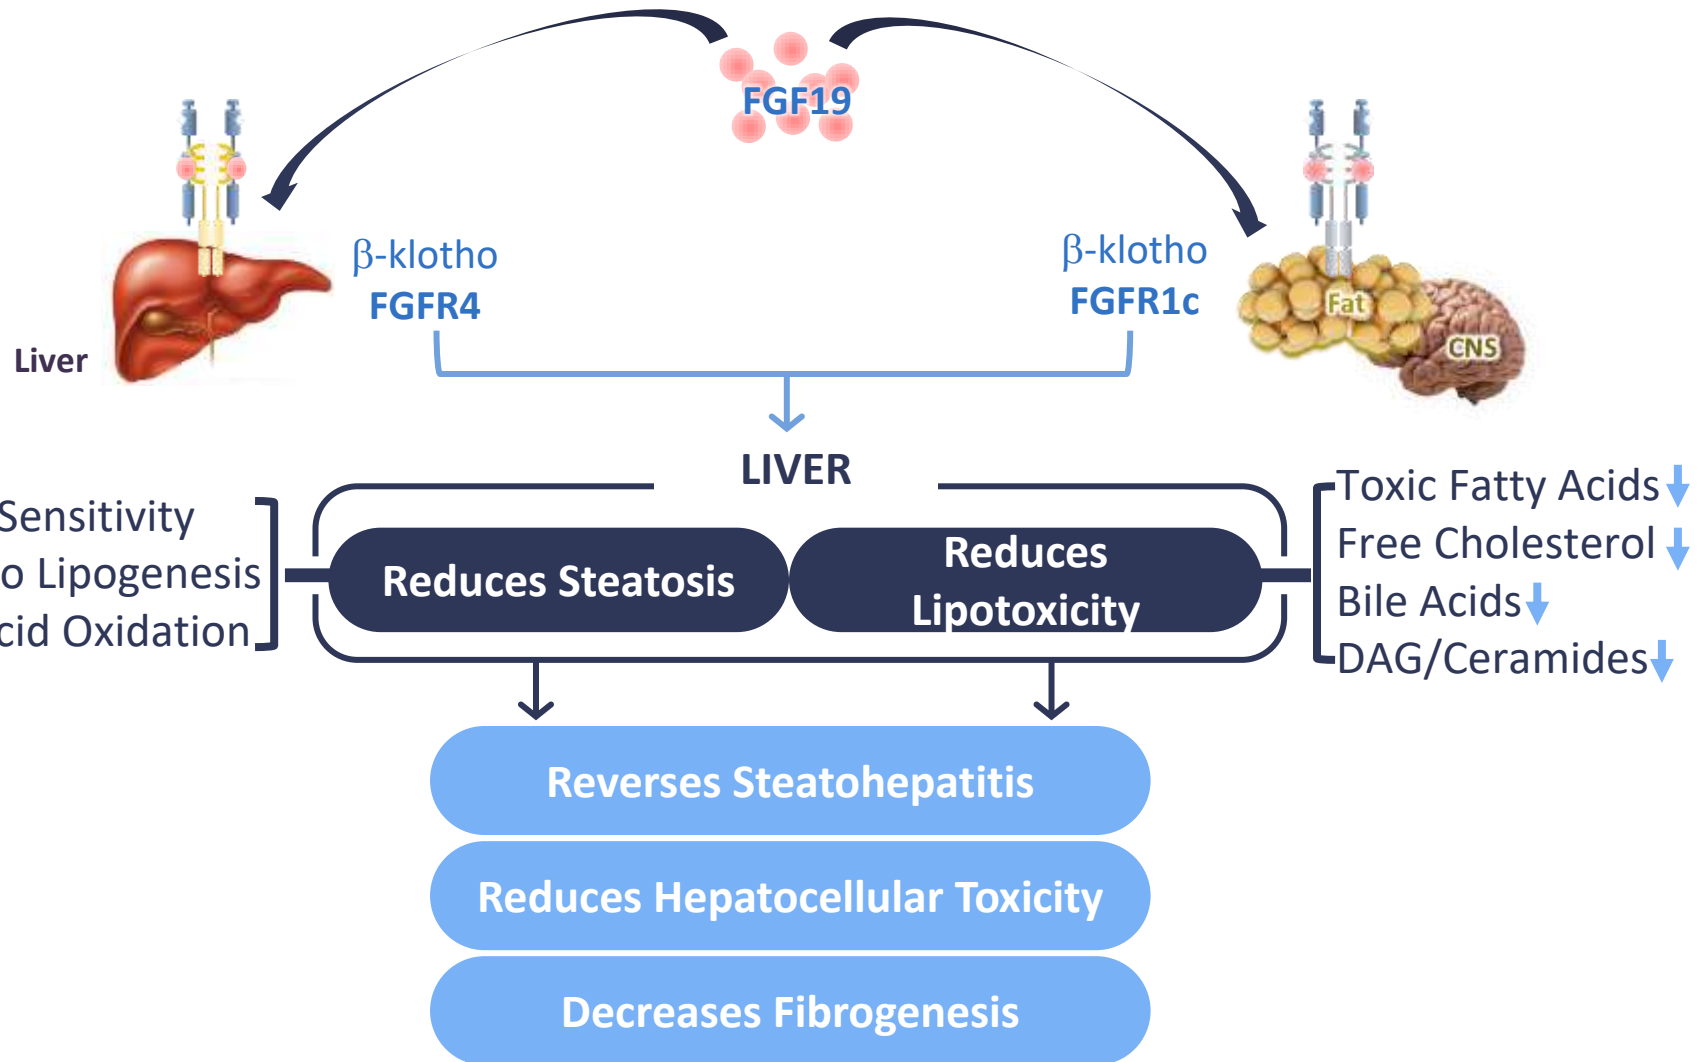 FGF19
β-klotho
FGFR4
β-klotho
FGFR1c
Fat
CNS
Liver
LIVER
Sensitivity
o Lipogenesis
cid Oxidation
Reduces Steatosis
Reduces
Lipotoxicity
Toxic Fatty Acids
Free Cholesterol
Bile Acids
DAG/Ceramides
Reverses Steatohepatitis
Reduces Hepatocellular Toxicity
Decreases Fibrogenesis